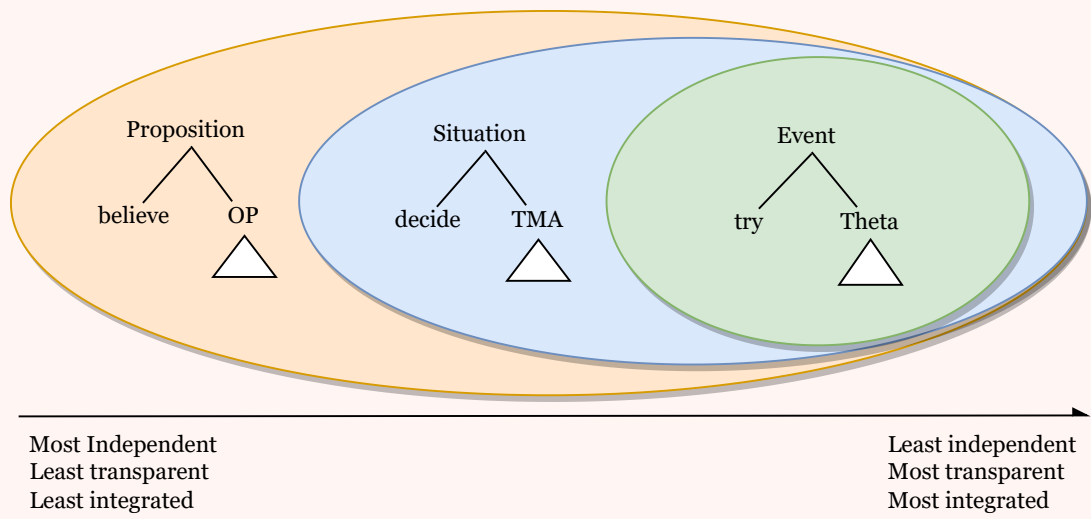 Proposition
believe
OP
Situation
decide
TMA
Event
try
Theta
Most Independent
Least transparent
Least integrated
Least independent
Most transparent
Most integrated